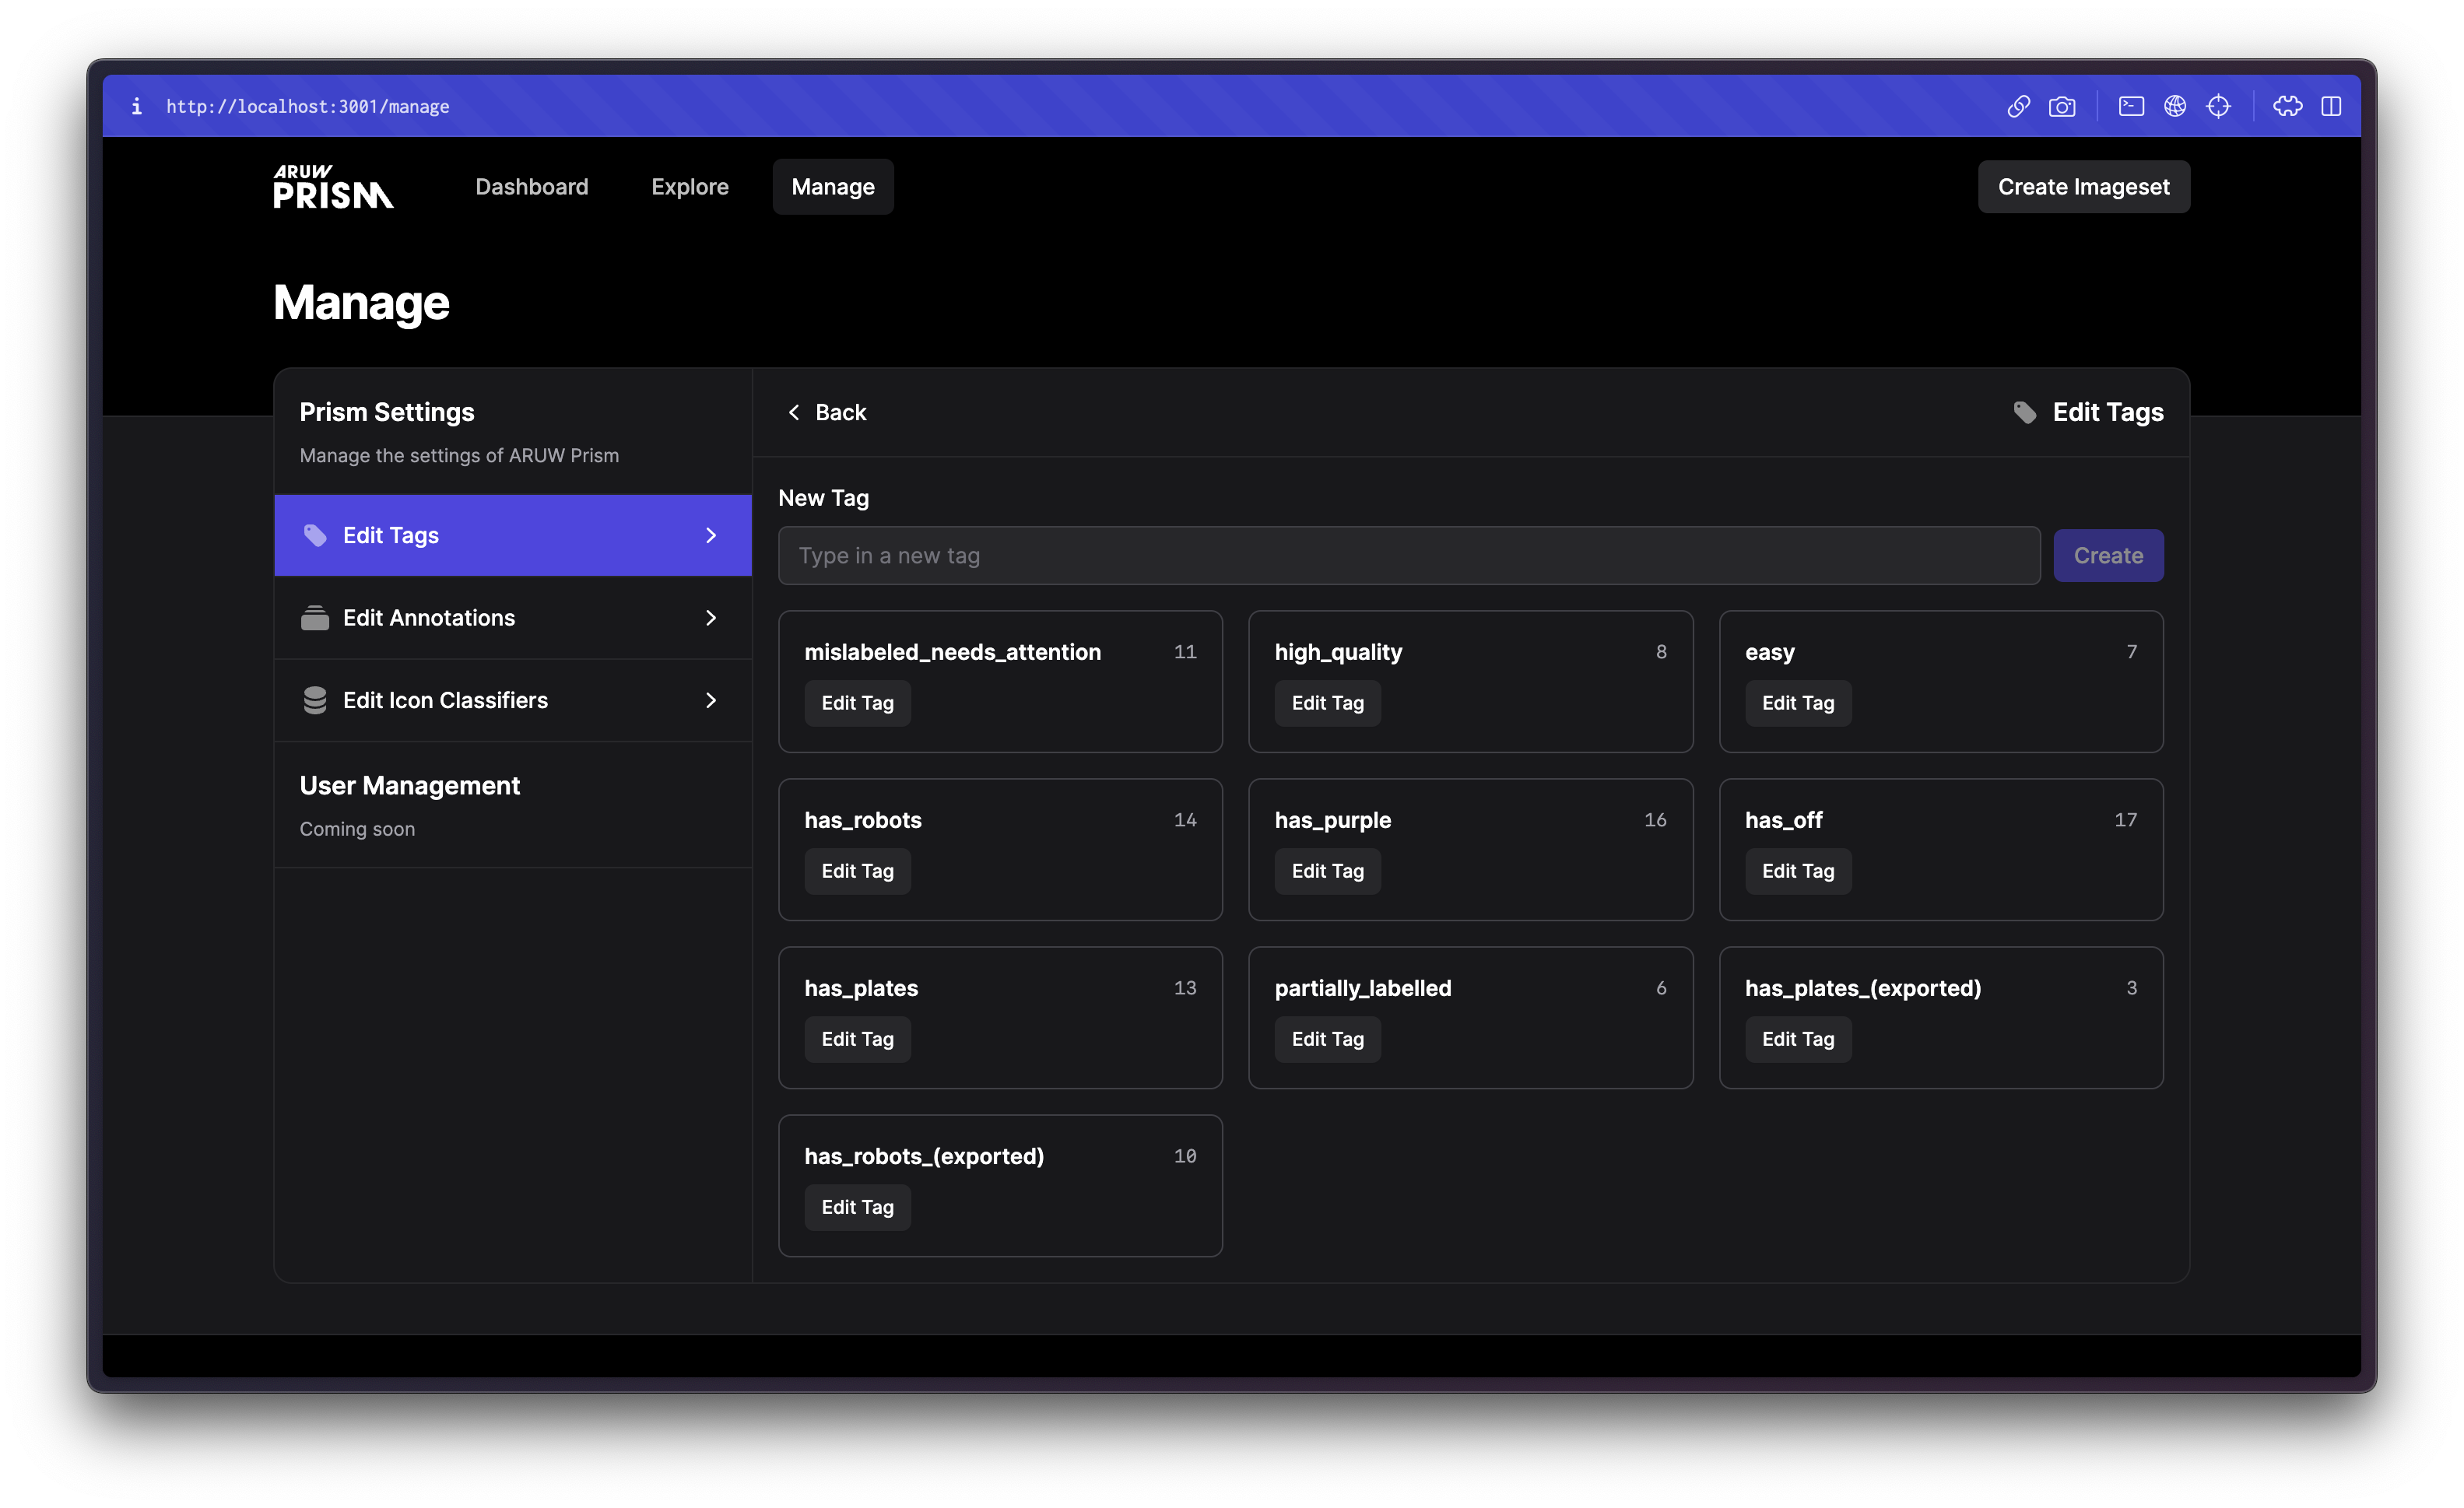 http://localhost:3001/manage
ARUW
PRISM
Dashboard
Explore
Manage
Create Imageset
Manage
Prism Settings
Manage the settings of ARUW Prism
Edit Tags
Edit Annotations
Edit Icon Classifiers
User Management
Coming soon
Back
Edit Tags
New Tag
Type in a new tag
Create
mislabeled_needs_attention 11
Edit Tag
high_quality 8
Edit Tag
easy 7
Edit Tag
has_robots 14
Edit Tag
has_purple 16
Edit Tag
has_off 17
Edit Tag
has_plates 13
Edit Tag
partially_labelled 6
Edit Tag
has_plates_(exported) 3
Edit Tag
has_robots_(exported) 10
Edit Tag